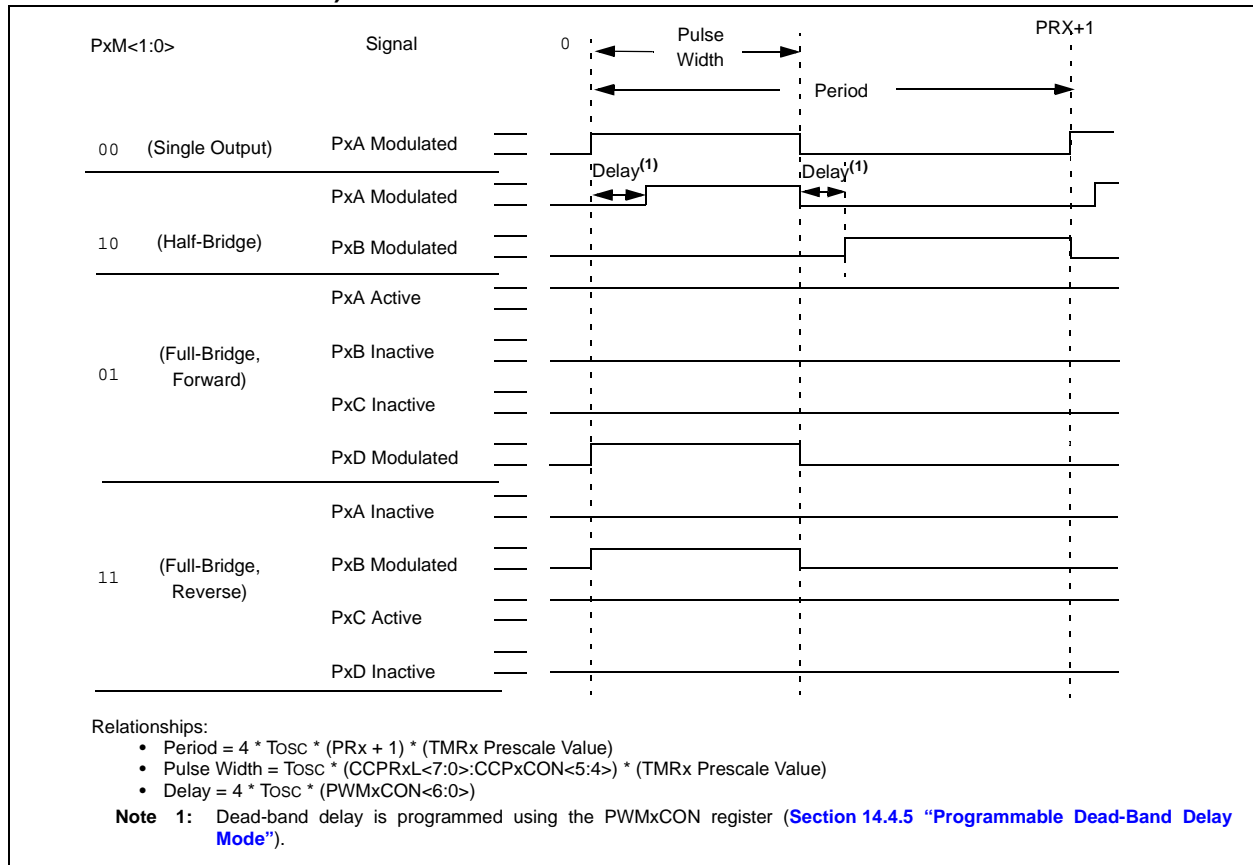 PxM<1:0> Signal 0 Pulse Width PRX+1
Period
00 (Single Output) PxA Modulated
Delay(1) Delay(1)
PxA Modulated
10 (Half-Bridge) PxB Modulated
PxA Active
01 (Full-Bridge, Forward) PxB Inactive
PxC Inactive
PxD Modulated
PxA Inactive
11 (Full-Bridge, Reverse) PxB Modulated
PxC Active
PxD Inactive
Relationships:
• Period = 4 * TOSC * (PRx + 1) * (TMRx Prescale Value)
• Pulse Width = TOSC * (CCPRxL<7:0>:CCPxCON<5:4>) * (TMRx Prescale Value)
• Delay = 4 * TOSC * (PWMxCON<6:0>)
Note 1: Dead-band delay is programmed using the PWMxCON register (Section 14.4.5 “Programmable Dead-Band Delay
Mode”).